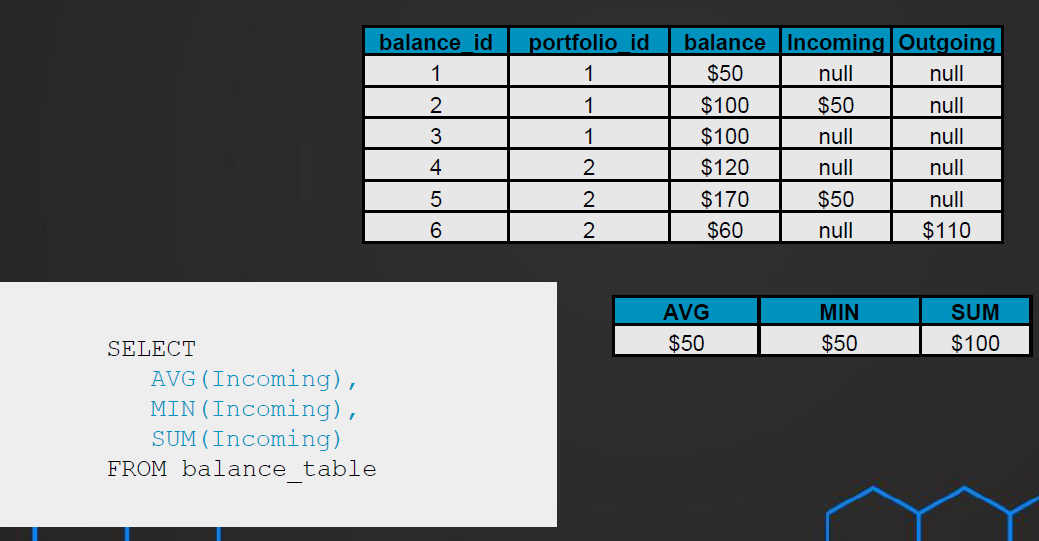 balance_id portfolio_id balance Incoming Outgoing
1 1 $50 null null
2 1 $100 $50 null
3 1 $100 null null
4 2 $120 null null
5 2 $170 $50 null
6 2 $60 null $110
AVG MIN SUM
$50 $50 $100
SELECT
AVG(Incoming),
MIN(Incoming),
SUM(Incoming)
FROM balance_table